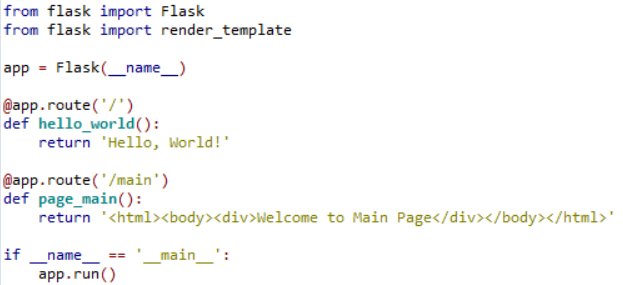 from flask import Flask
from flask import render_template
app = Flask(__name__)
@app.route('/')
def hello_world():
    return 'Hello, World!'
@app.route('/main')
def page_main():
    return '<html><body><div>Welcome to Main Page</div></body></html>'
if __name__ == '__main__':
    app.run()